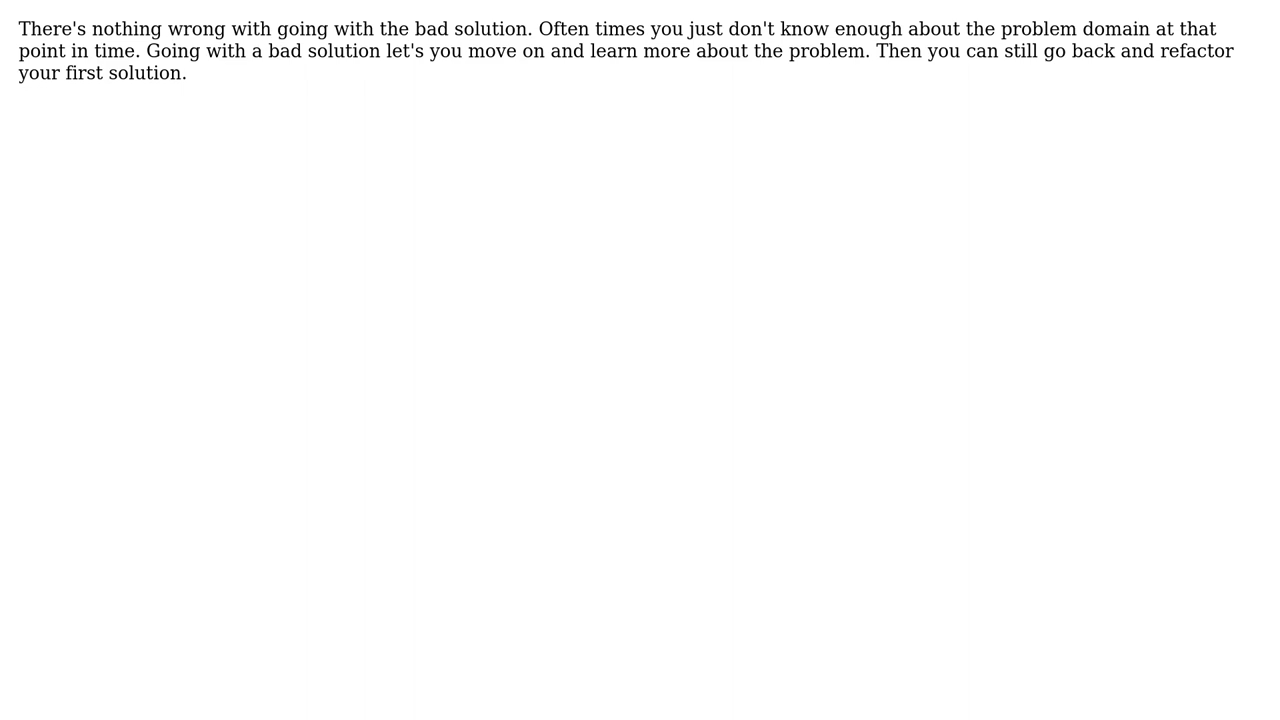 There's nothing wrong with going with the bad solution. Often times you just don't know enough about the problem domain at that
point in time. Going with a bad solution let's you move on and learn more about the problem. Then you can still go back and refactor
your first solution.